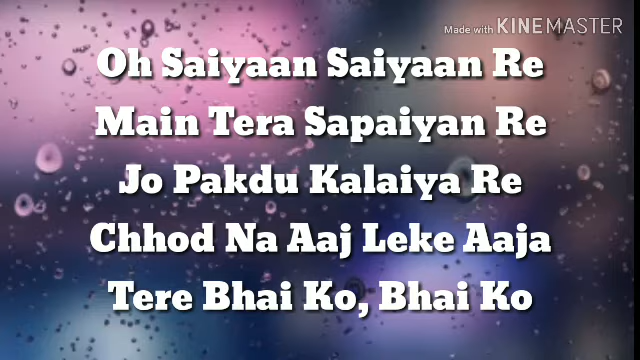 Made with KINEMASTER
Oh Saiyaan Saiyaan Re
Main Tera Sapaiyan Re
Jo Pakdu Kalaiya Re
Chhod Na Aaj Leke Aaja
Tere Bhai Ko, Bhai Ko